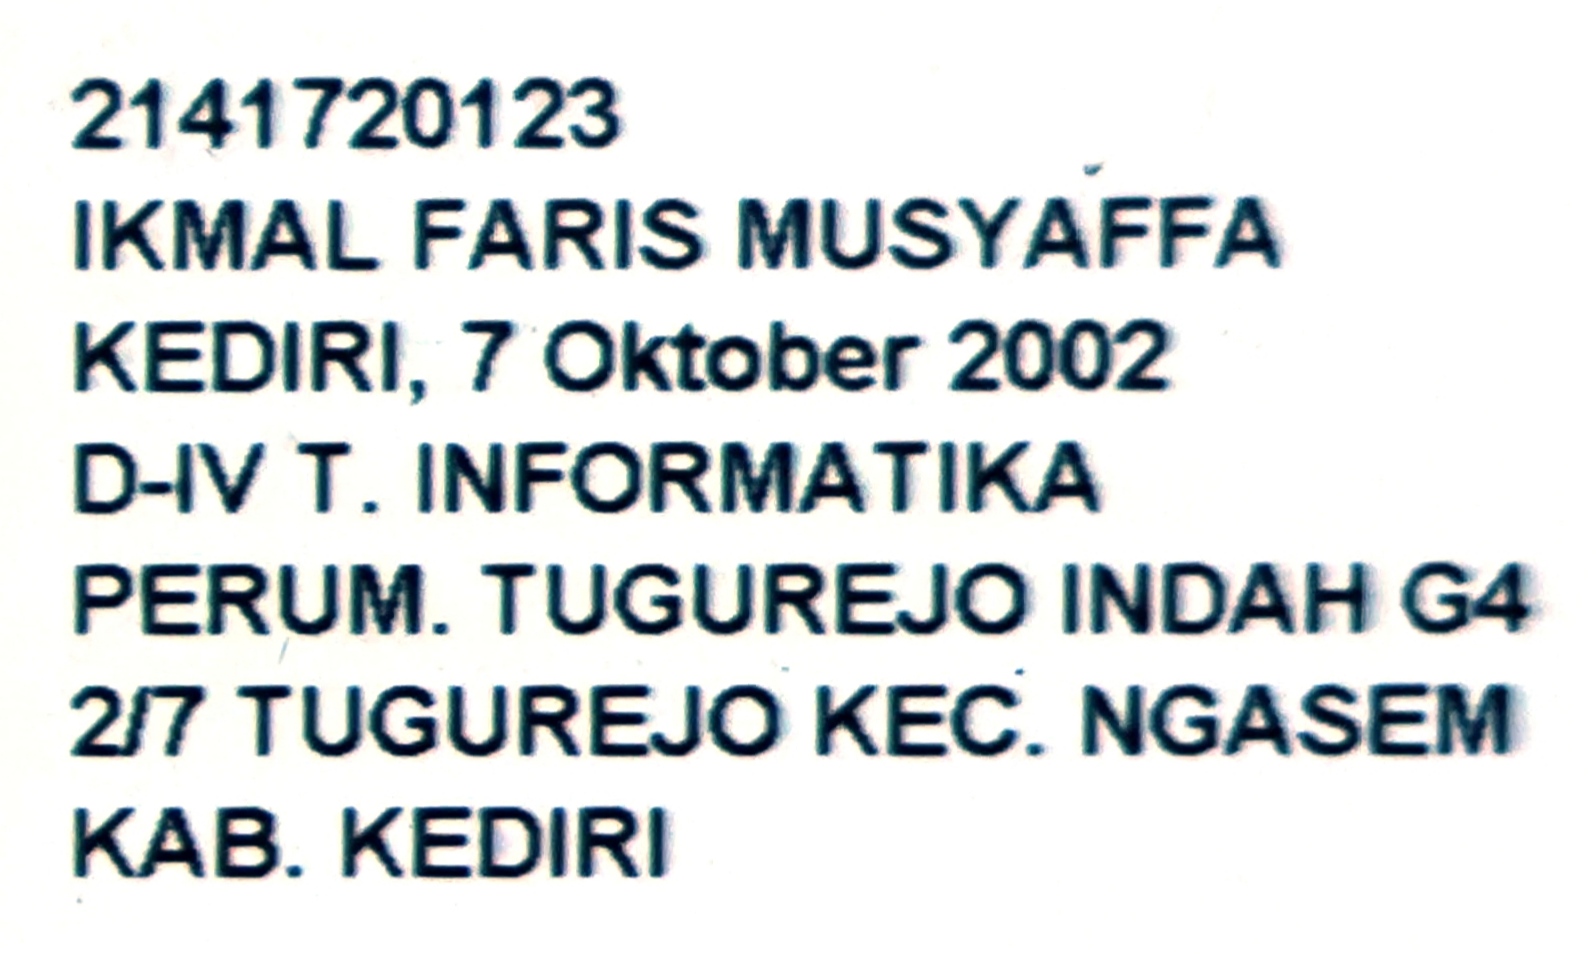 2141720123
IKMAL FARIS MUSYAFFA
KEDIRI, 7 Oktober 2002
D-IV T. INFORMATIKA
PERUM. TUGUREJO INDAH G4
2/7 TUGUREJO KEC. NGASEM
KAB. KEDIRI